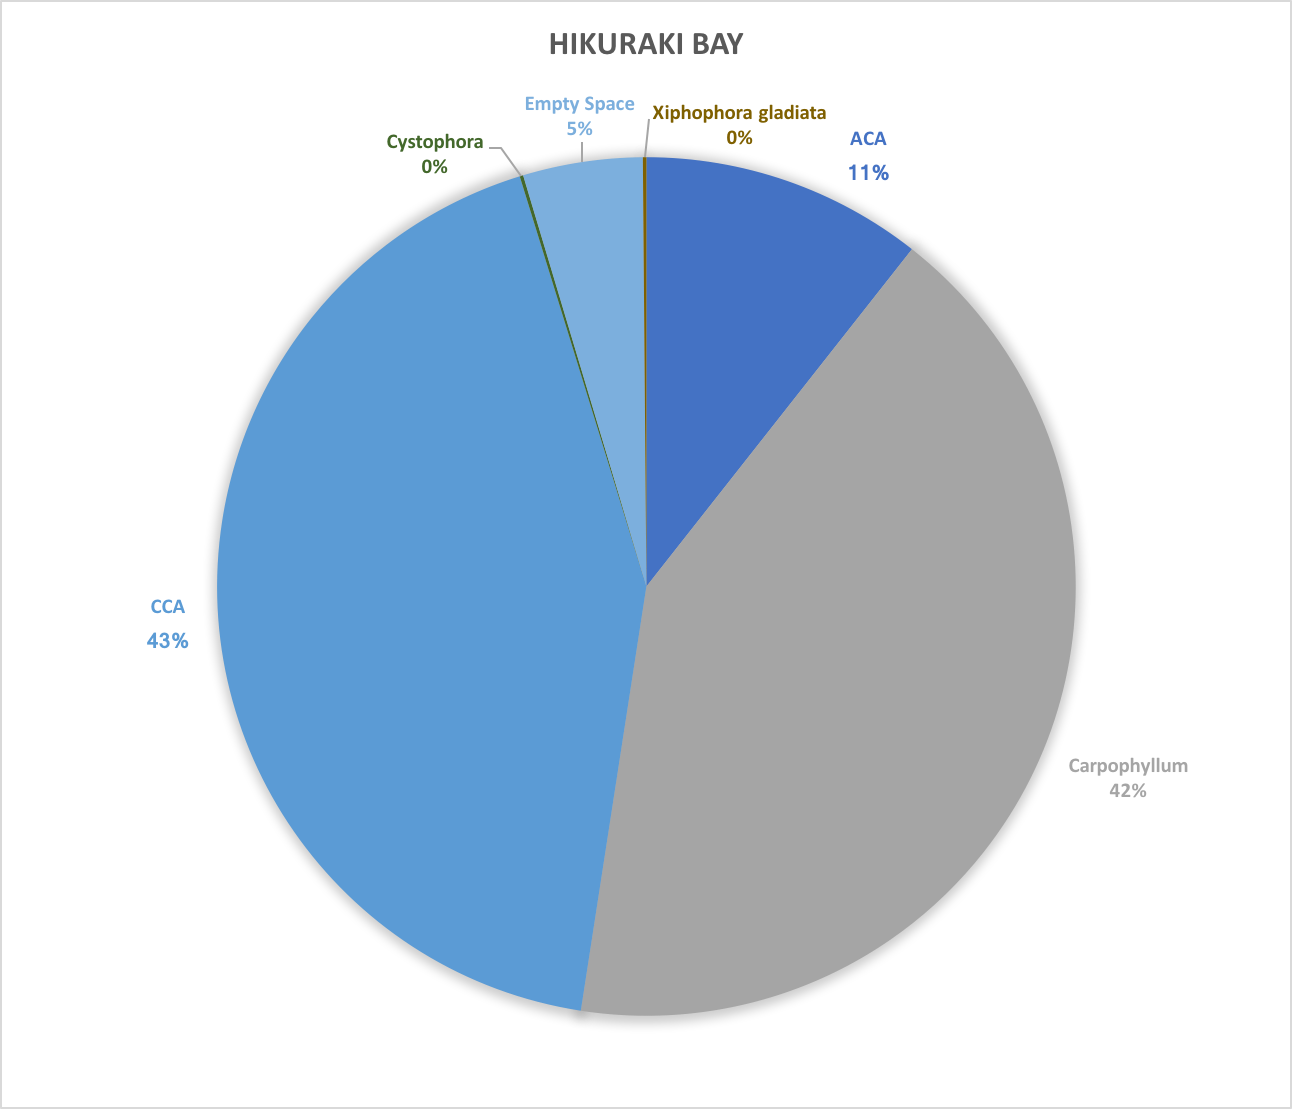 HIKURAKI BAY
Empty Space
5%
Xiphophora gladiata
0%
Cystophora
0%
ACA
11%
CCA
43%
Carpophyllum
42%